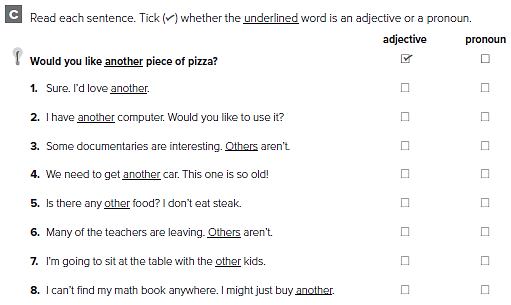 C Read each sentence. Tick (✓) whether the underlined word is an adjective or a pronoun.
adjective pronoun
Would you like another piece of pizza? ☑ ☐
1. Sure. I'd love another. ☐ ☐
2. I have another computer. Would you like to use it? ☐ ☐
3. Some documentaries are interesting. Others aren't. ☐ ☐
4. We need to get another car. This one is so old! ☐ ☐
5. Is there any other food? I don't eat steak. ☐ ☐
6. Many of the teachers are leaving. Others aren't. ☐ ☐
7. I'm going to sit at the table with the other kids. ☐ ☐
8. I can't find my math book anywhere. I might just buy another. ☐ ☐